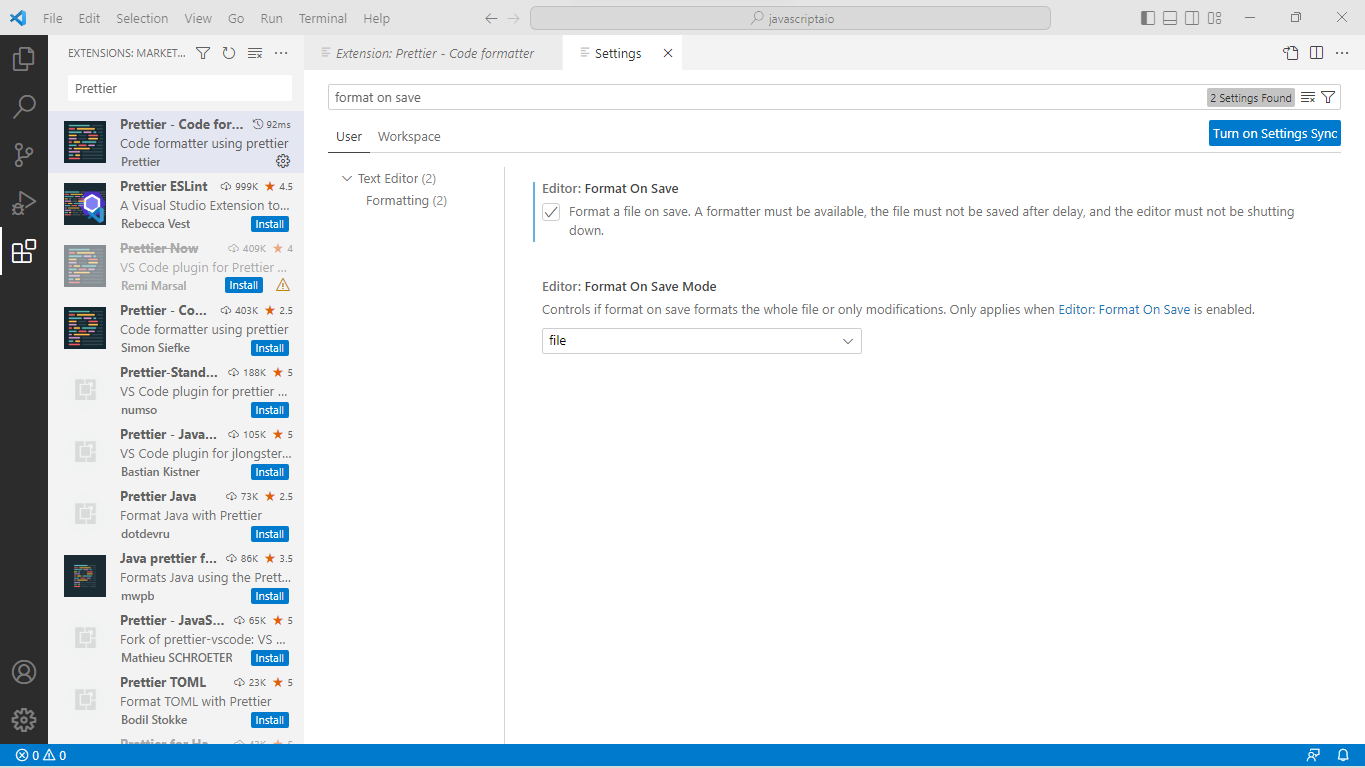 File Edit Selection View Go Run Terminal Help
javascriptaio
EXTENSIONS: MARKET...
Prettier
Prettier - Code for... 92ms
Code formatter using prettier
Prettier
Prettier ESLint 999K 4.5
A Visual Studio Extension to...
Rebecca Vest Install
Prettier Now 409K 4
VS Code plugin for Prettier ...
Remi Marsal Install
Prettier - Co... 403K 2.5
Code formatter using prettier
Simon Siefke Install
Prettier-Stand... 188K 5
VS Code plugin for prettier ...
numso Install
Prettier - Java... 105K 5
VS Code plugin for jlongster...
Bastian Kistner Install
Prettier Java 73K 2.5
Format Java with Prettier
dotdevru Install
Java prettier f... 86K 3.5
Formats Java using the Prett...
mwpb Install
Prettier - JavaS... 65K 5
Fork of prettier-vscode: VS ...
Mathieu SCHROETER Install
Prettier TOML 23K 5
Format TOML with Prettier
Bodil Stokke Install
Extension: Prettier - Code formatter
Settings
format on save
2 Settings Found
User Workspace
Turn on Settings Sync
Text Editor (2)
Formatting (2)
Editor: Format On Save
Format a file on save. A formatter must be available, the file must not be saved after delay, and the editor must not be shutting
down.
Editor: Format On Save Mode
Controls if format on save formats the whole file or only modifications. Only applies when Editor: Format On Save is enabled.
file
0 0